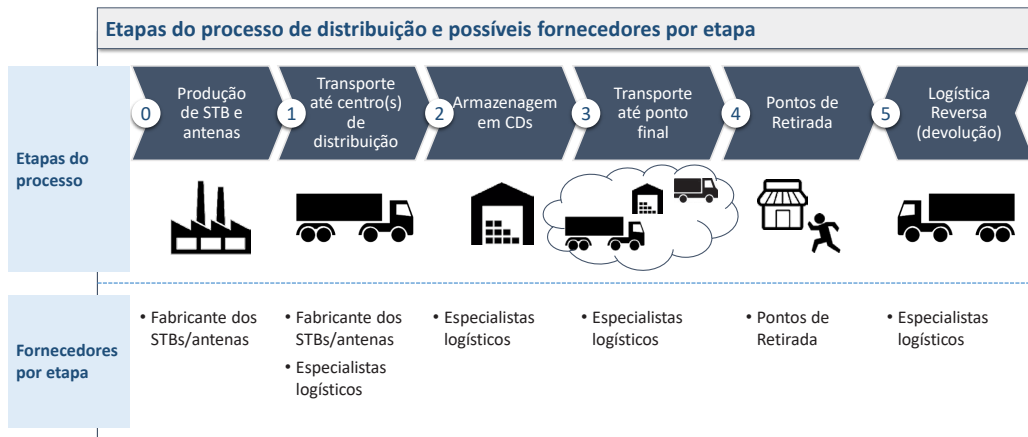 Etapas do processo de distribuição e possíveis fornecedores por etapa
Etapas do
processo
0
Produção
de STB e
antenas
1
Transporte
até centro(s)
de
distribuição
2
Armazenagem
em CDs
3
Transporte
até ponto
final
4
Pontos de
Retirada
5
Logística
Reversa
(devolução)
Fornecedores
por etapa
• Fabricante dos
STBs/antenas
• Fabricante dos
STBs/antenas
• Especialistas
logísticos
• Especialistas
logísticos
• Especialistas
logísticos
• Pontos de
Retirada
• Especialistas
logísticos